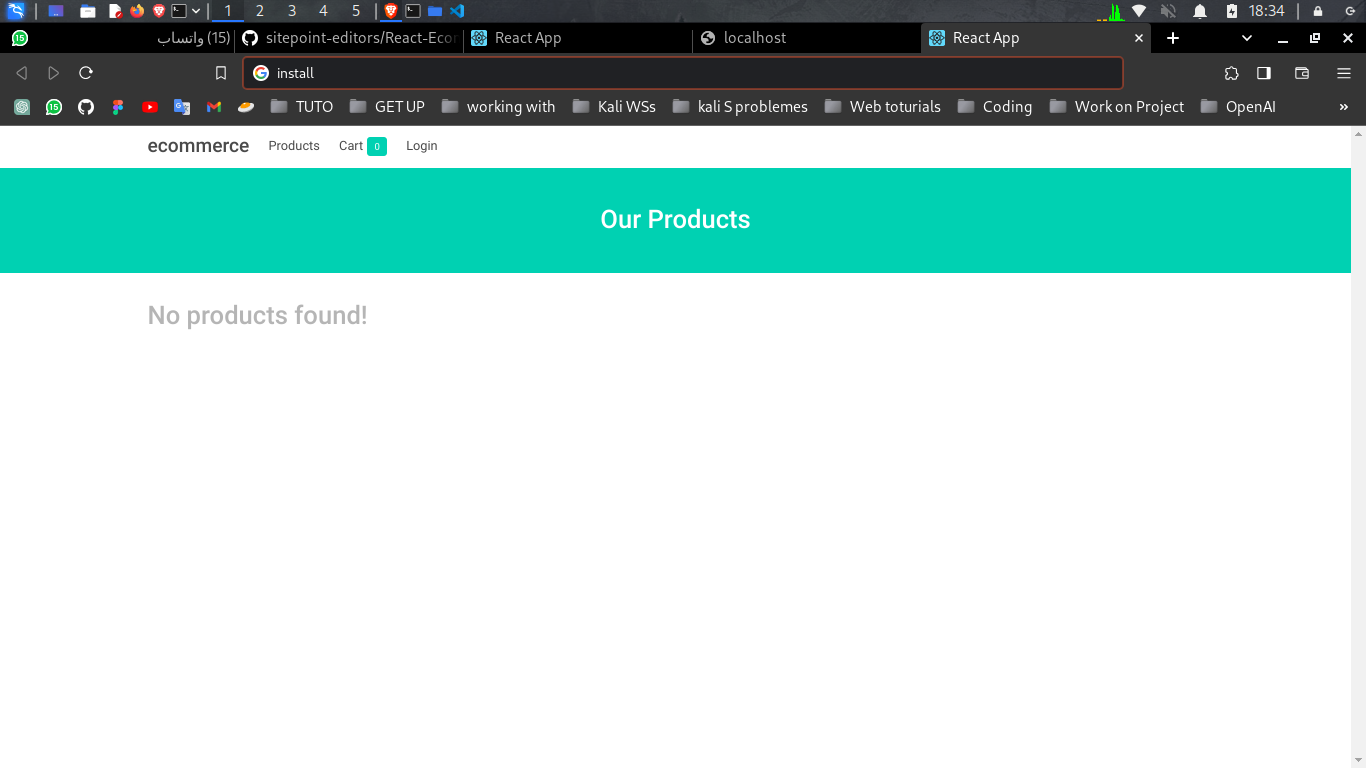 1 2 3 4 5 18:34
(15) واتساب sitepoint-editors/React-Ecor React App localhost React App
install
15 TUTO GET UP working with Kali WSs kali S problemes Web toturials Coding Work on Project OpenAI »
ecommerce Products Cart 0 Login
Our Products
No products found!